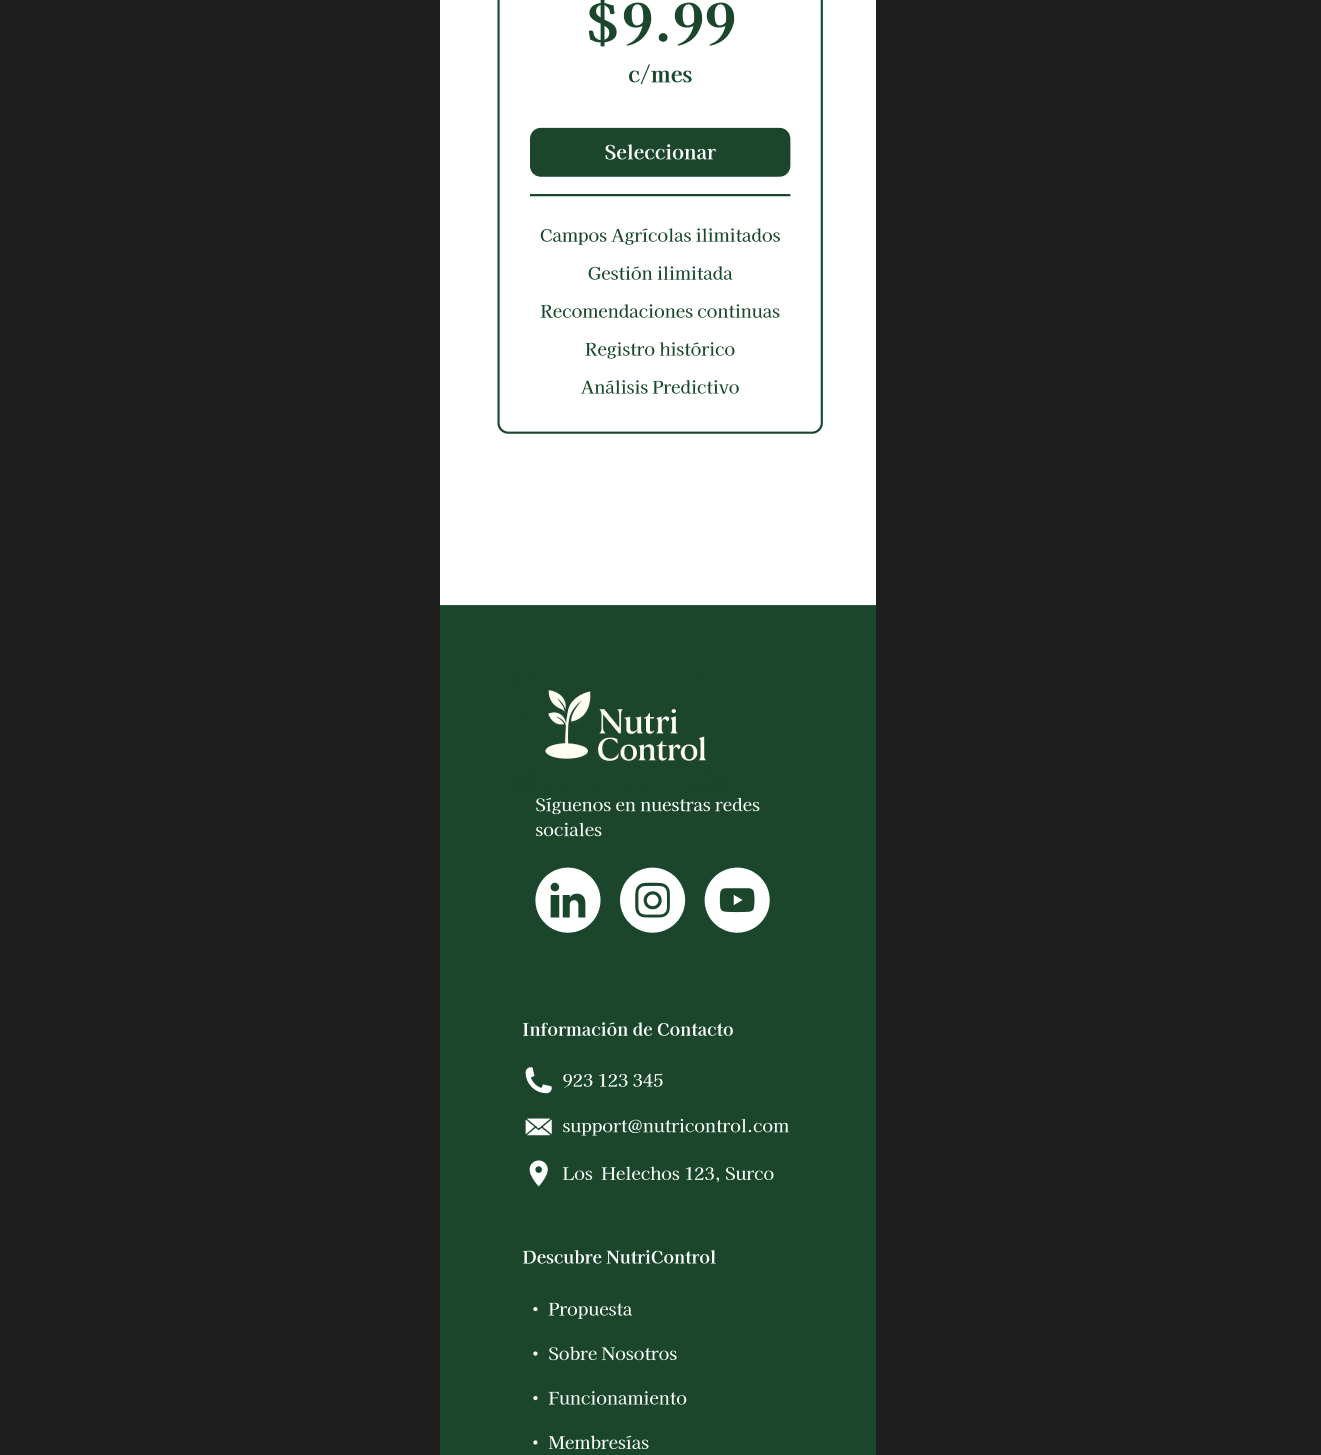 $9.99
c/mes
Seleccionar
Campos Agrícolas ilimitados
Gestión ilimitada
Recomendaciones continuas
Registro histórico
Análisis Predictivo
Nutri
Control
Síguenos en nuestras redes
sociales
in
Información de Contacto
923 123 345
support@nutricontrol.com
Los Helechos 123, Surco
Descubre NutriControl
• Propuesta
• Sobre Nosotros
• Funcionamiento
• Membresías